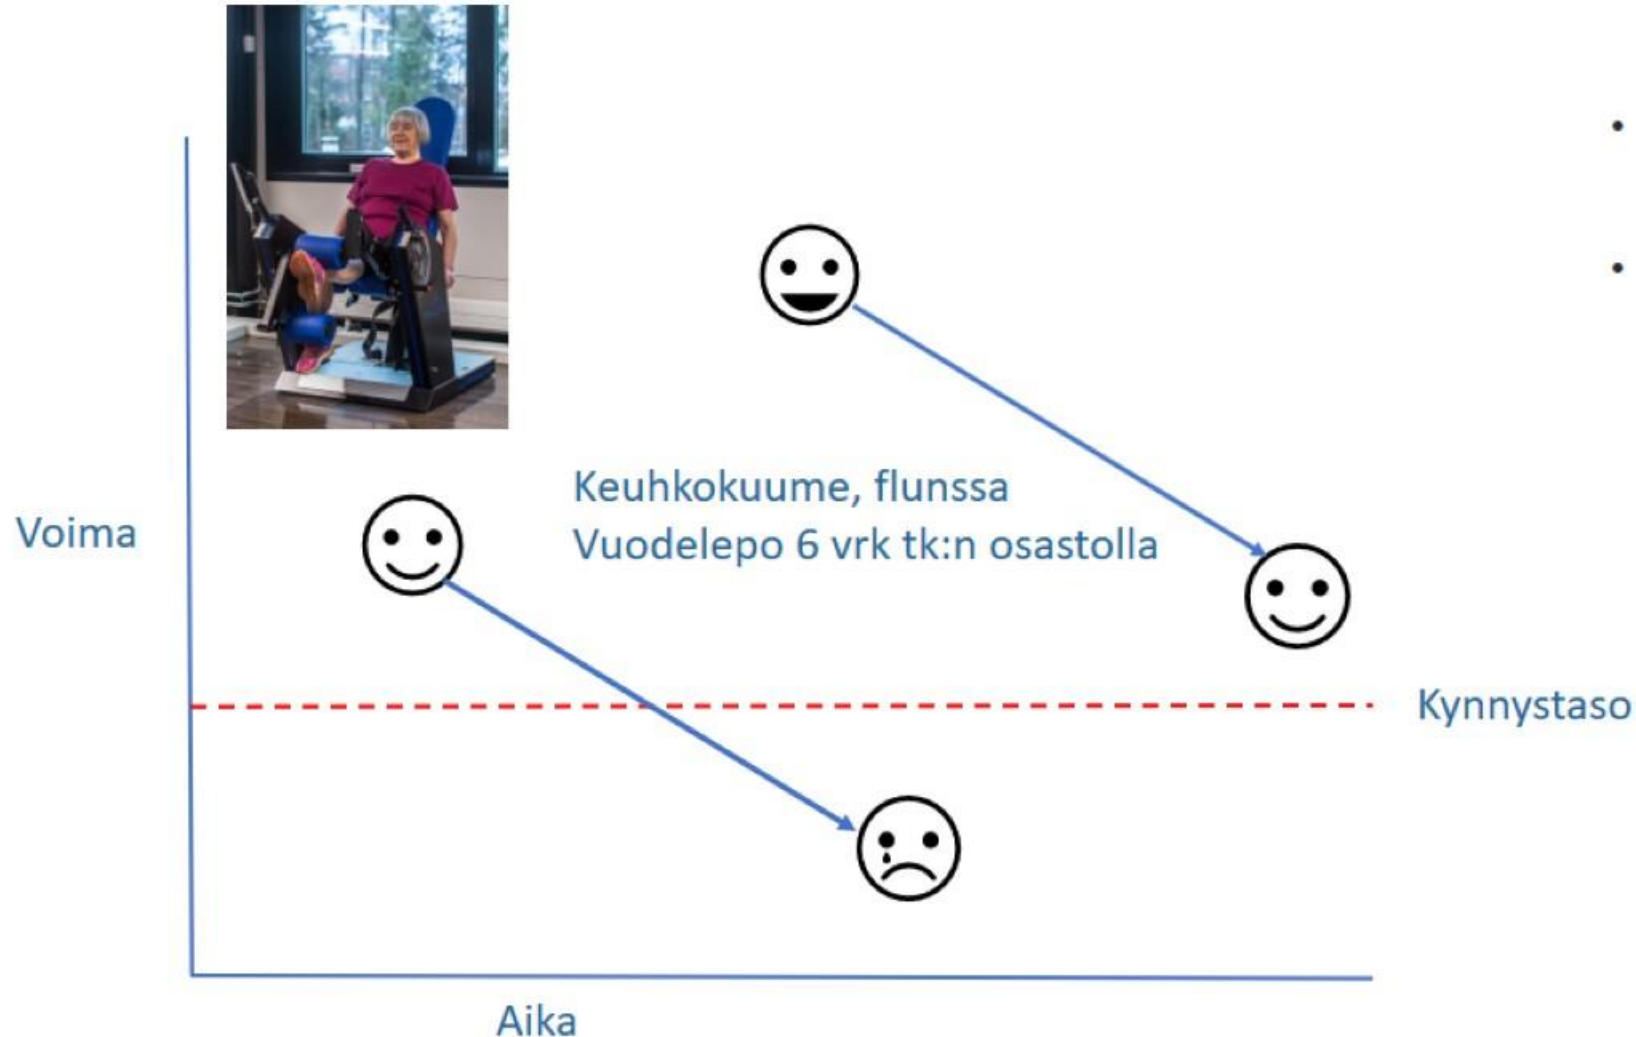 Keuhkokuume, flunssa
Vuodelepo 6 vrk tk:n osastolla
Voima
Kynnystaso
Aika